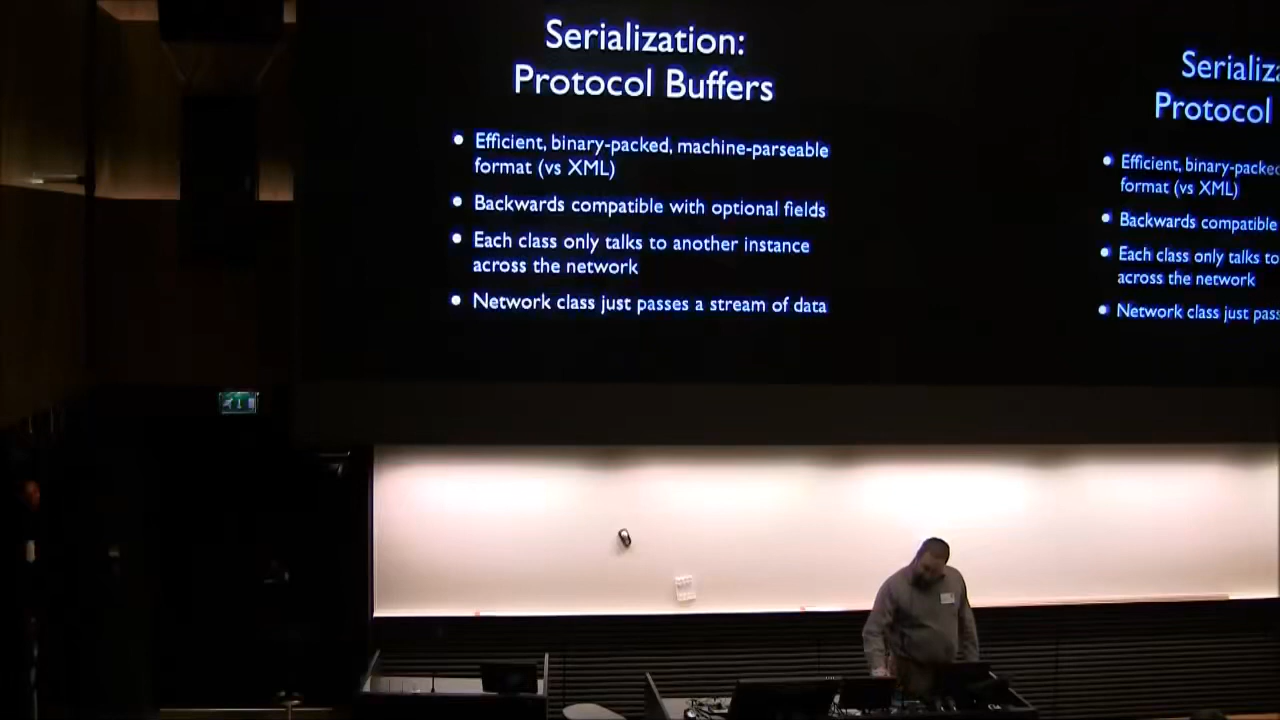 Serialization:
Protocol Buffers
• Efficient, binary-packed, machine-parseable
format (vs XML)
• Backwards compatible with optional fields
• Each class only talks to another instance
across the network
• Network class just passes a stream of data
Serializa
Protocol
• Efficient, binary-packed
format (vs XML)
• Backwards compatible
• Each class only talks to
across the network
• Network class just pass